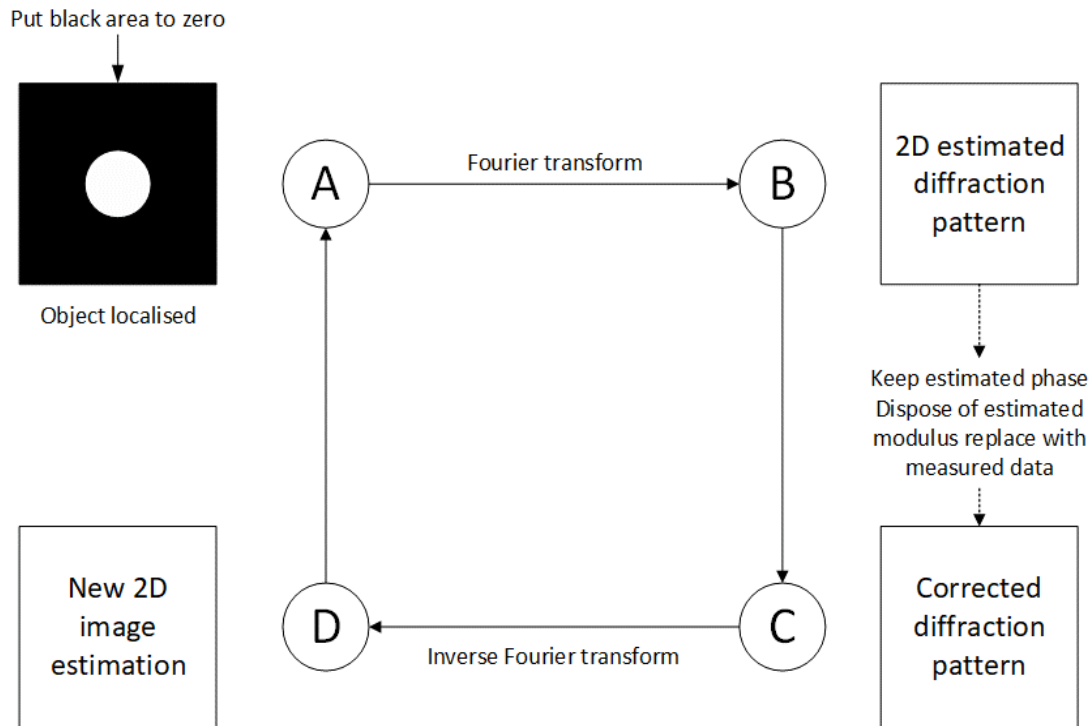 Put black area to zero
Object localised
A
Fourier transform
B
2D estimated
diffraction
pattern
Keep estimated phase
Dispose of estimated
modulus replace with
measured data
New 2D
image
estimation
D
Inverse Fourier transform
C
Corrected
diffraction
pattern